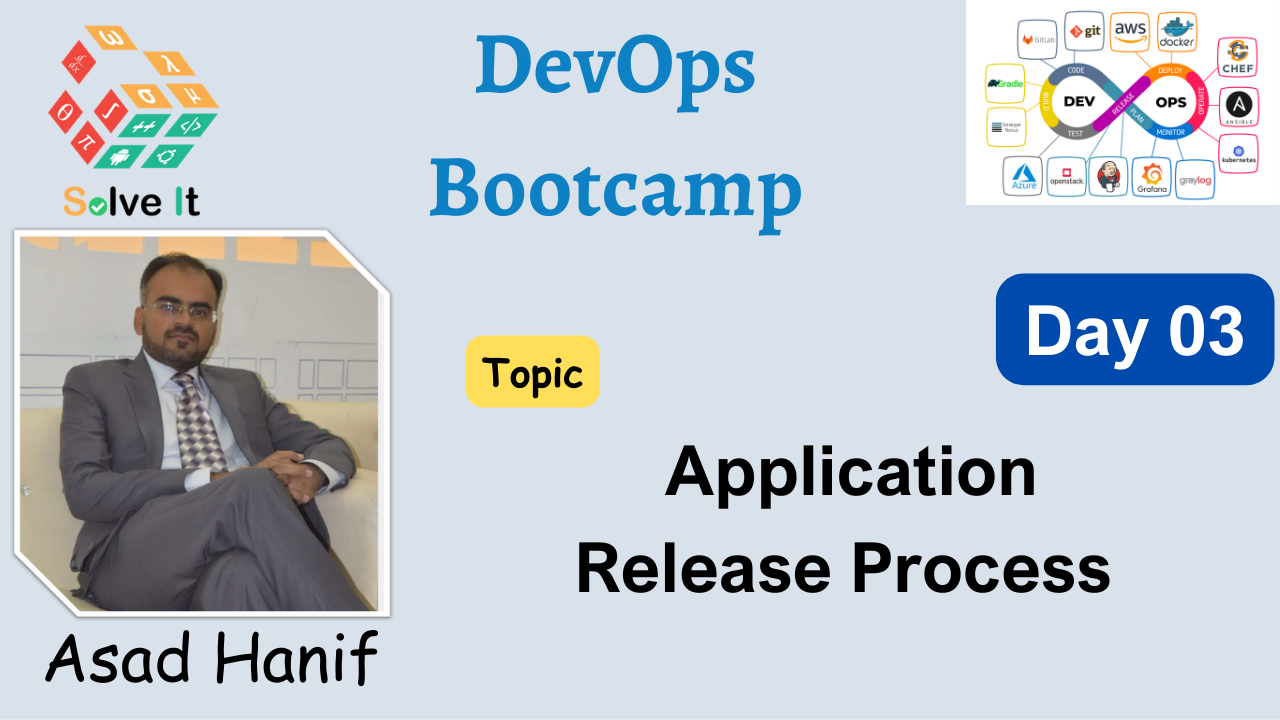 DevOps
Bootcamp
Solve It
ω
λ
σ
μ
θ
∫
π
++
</>
GitLab
git
aws
docker
CHEF
Gradle
CODE
DEPLOY
BUILD
DEV
RELEASE
PLAN
OPS
OPERATE
ANSIBLE
TEST
MONITOR
kubernetes
Azure
openstack.
Grafana
graylog
Day 03
Topic
Application
Release Process
Asad Hanif